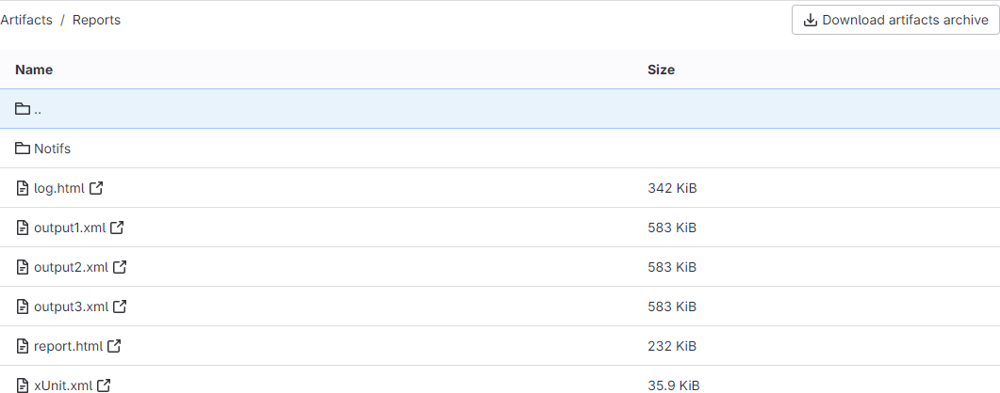 Artifacts / Reports
Download artifacts archive
Name Size
..
Notifs
log.html 342 KiB
output1.xml 583 KiB
output2.xml 583 KiB
output3.xml 583 KiB
report.html 232 KiB
xUnit.xml 35.9 KiB